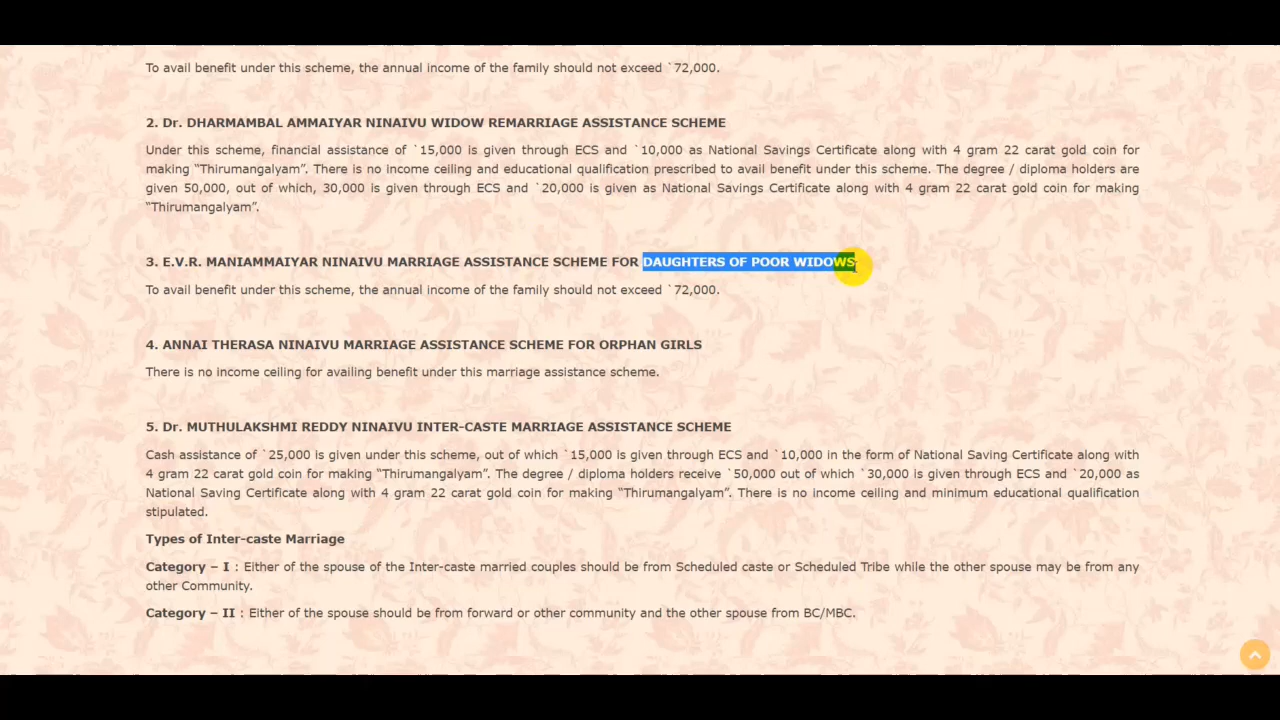 To avail benefit under this scheme, the annual income of the family should not exceed `72,000.
2. Dr. DHARMAMBAL AMMAIYAR NINAIVU WIDOW REMARRIAGE ASSISTANCE SCHEME
Under this scheme, financial assistance of `15,000 is given through ECS and `10,000 as National Savings Certificate along with 4 gram 22 carat gold coin for
making “Thirumangalyam”. There is no income ceiling and educational qualification prescribed to avail benefit under this scheme. The degree / diploma holders are
given 50,000, out of which, 30,000 is given through ECS and `20,000 is given as National Savings Certificate along with 4 gram 22 carat gold coin for making
“Thirumangalyam”.
3. E.V.R. MANIAMMAIYAR NINAIVU MARRIAGE ASSISTANCE SCHEME FOR DAUGHTERS OF POOR WIDOWS
To avail benefit under this scheme, the annual income of the family should not exceed `72,000.
4. ANNAI THERASA NINAIVU MARRIAGE ASSISTANCE SCHEME FOR ORPHAN GIRLS
There is no income ceiling for availing benefit under this marriage assistance scheme.
5. Dr. MUTHULAKSHMI REDDY NINAIVU INTER-CASTE MARRIAGE ASSISTANCE SCHEME
Cash assistance of `25,000 is given under this scheme, out of which `15,000 is given through ECS and `10,000 in the form of National Saving Certificate along with
4 gram 22 carat gold coin for making “Thirumangalyam”. The degree / diploma holders receive `50,000 out of which `30,000 is given through ECS and `20,000 as
National Saving Certificate along with 4 gram 22 carat gold coin for making “Thirumangalyam”. There is no income ceiling and minimum educational qualification
stipulated.
Types of Inter-caste Marriage
Category – I : Either of the spouse of the Inter-caste married couples should be from Scheduled caste or Scheduled Tribe while the other spouse may be from any
other Community.
Category – II : Either of the spouse should be from forward or other community and the other spouse from BC/MBC.